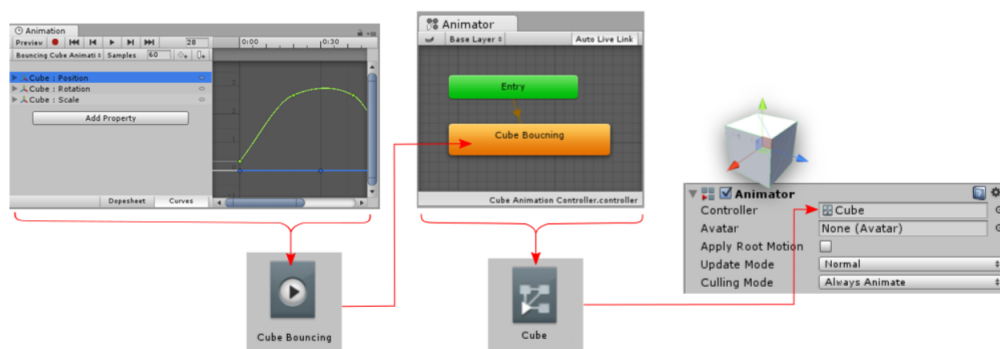 Animation
Preview 28 0:00 0:30
Bouncing Cube Animati Samples 60
Cube : Position
Cube : Rotation
Cube : Scale
Add Property
Dopesheet Curves
Cube Bouncing
Animator
Base Layer Auto Live Link
Entry
Cube Boucning
Cube Animation Controller.controller
Cube
Animator
Controller Cube
Avatar None (Avatar)
Apply Root Motion
Update Mode Normal
Culling Mode Always Animate